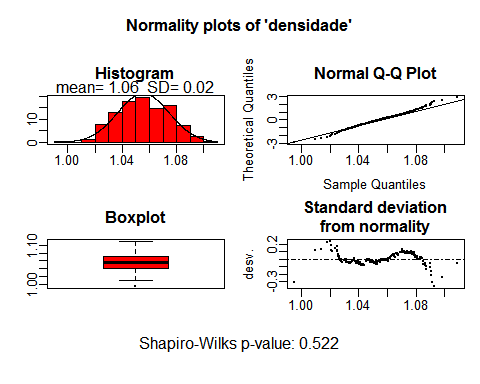 Normality plots of 'densidade'
Histogram
mean= 1.06 SD= 0.02
0 10
1.00 1.04 1.08
Normal Q-Q Plot
Theoretical Quantiles
-3 0 3
1.00 1.04 1.08
Sample Quantiles
Boxplot
1.00 1.10
Standard deviation
from normality
desv.
-0.3 0.2
1.00 1.04 1.08
Shapiro-Wilks p-value: 0.522